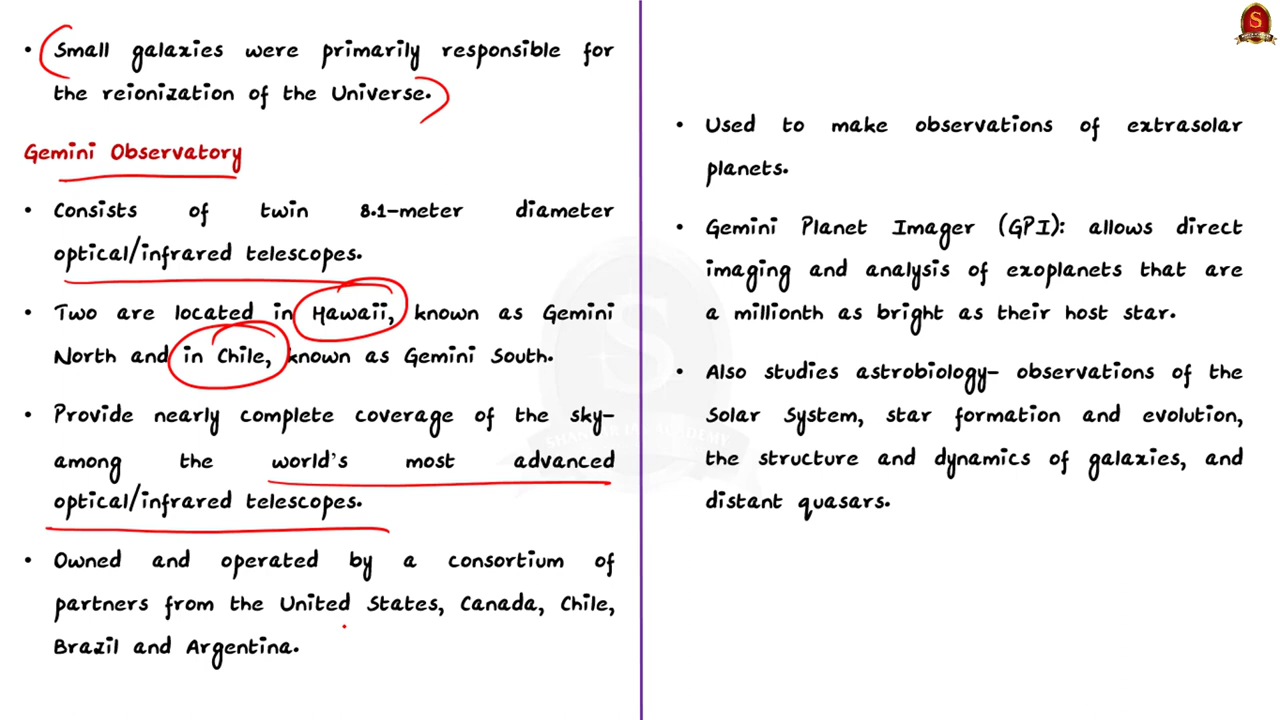 • Small galaxies were primarily responsible for
the reionization of the Universe.
Gemini Observatory
• Consists of twin 8.1-meter diameter
optical/infrared telescopes.
• Two are located in Hawaii, known as Gemini
North and in Chile, known as Gemini South.
• Provide nearly complete coverage of the sky-
among the world's most advanced
optical/infrared telescopes.
• Owned and operated by a consortium of
partners from the United States, Canada, Chile,
Brazil and Argentina.
• Used to make observations of extrasolar
planets.
• Gemini Planet Imager (GPI): allows direct
imaging and analysis of exoplanets that are
a millionth as bright as their host star.
• Also studies astrobiology- observations of the
Solar System, star formation and evolution,
the structure and dynamics of galaxies, and
distant quasars.
S